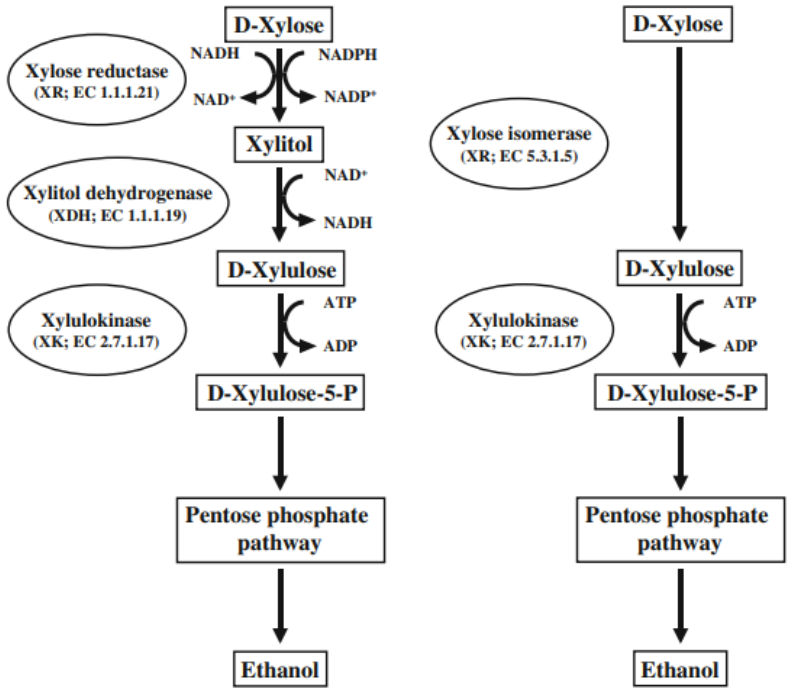 D-Xylose
NADH
NADPH
Xylose reductase
(XR; EC 1.1.1.21)
NAD⁺
NADP⁺
Xylitol
Xylitol dehydrogenase
(XDH; EC 1.1.1.19)
NAD⁺
NADH
D-Xylulose
Xylulokinase
(XK; EC 2.7.1.17)
ATP
ADP
D-Xylulose-5-P
Pentose phosphate
pathway
Ethanol
D-Xylose
Xylose isomerase
(XR; EC 5.3.1.5)
D-Xylulose
Xylulokinase
(XK; EC 2.7.1.17)
ATP
ADP
D-Xylulose-5-P
Pentose phosphate
pathway
Ethanol